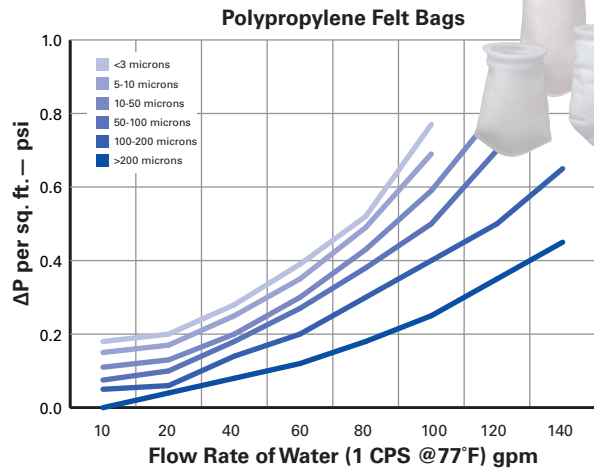 Polypropylene Felt Bags
1.0
0.8
0.6
0.4
0.2
0.0
ΔP per sq. ft.— psi
<3 microns
5-10 microns
10-50 microns
50-100 microns
100-200 microns
>200 microns
10 20 40 60 80 100 120 140
Flow Rate of Water (1 CPS @77˚F) gpm